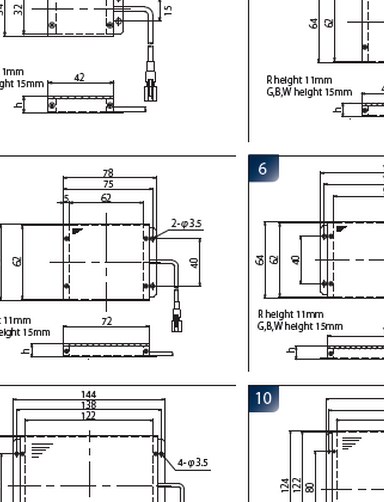 32
15
1mm
ght 15mm
42
h
64
62
R height 11mm
G,B,W height 15mm
h
78
75
5
62
2-φ3.5
62
40
t 11mm
eight 15mm
72
h
6
64
62
40
R height 11mm
G,B,W height 15mm
h
144
138
122
4-φ3.5
10
124
122
80